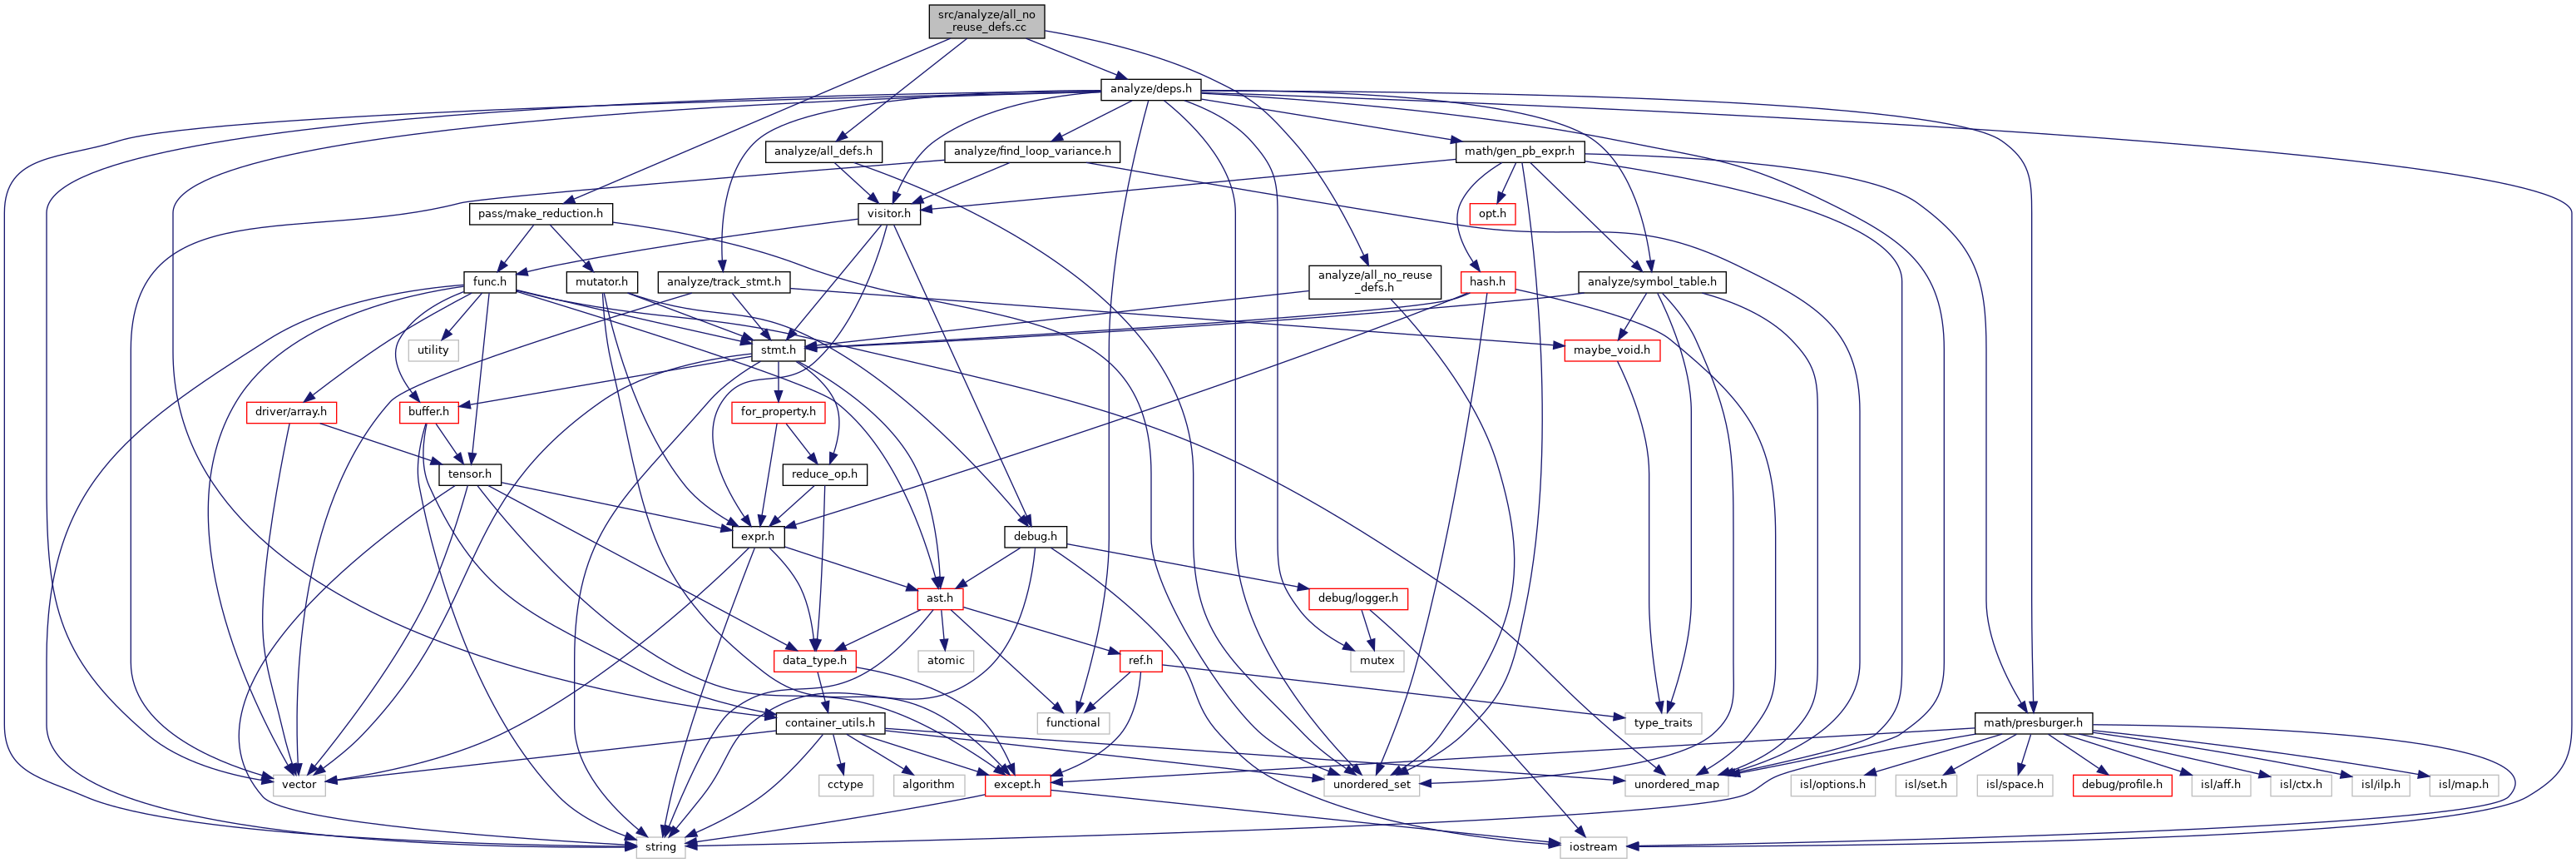 src/analyze/all_no
_reuse_defs.cc
analyze/deps.h
analyze/all_defs.h
analyze/find_loop_variance.h
math/gen_pb_expr.h
pass/make_reduction.h
visitor.h
opt.h
func.h
mutator.h
analyze/track_stmt.h
analyze/all_no_reuse
_defs.h
hash.h
analyze/symbol_table.h
utility
stmt.h
maybe_void.h
driver/array.h
buffer.h
for_property.h
tensor.h
reduce_op.h
expr.h
debug.h
ast.h
debug/logger.h
data_type.h
atomic
mutex
ref.h
container_utils.h
functional
type_traits
math/presburger.h
vector
cctype
algorithm
except.h
unordered_set
unordered_map
isl/options.h
isl/set.h
isl/space.h
debug/profile.h
isl/aff.h
isl/ctx.h
isl/ilp.h
isl/map.h
string
iostream